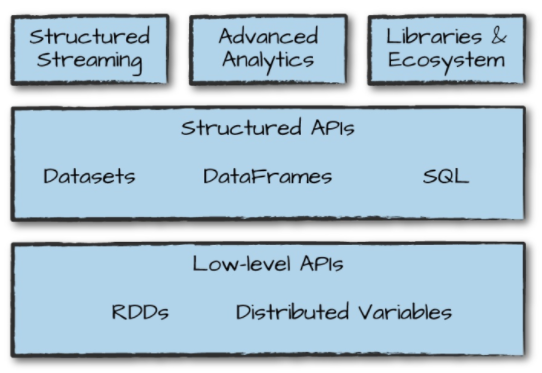 Structured
Streaming
Advanced
Analytics
Libraries &
Ecosystem
Structured APIs
Datasets DataFrames SQL
Low-level APIs
RDDs Distributed Variables